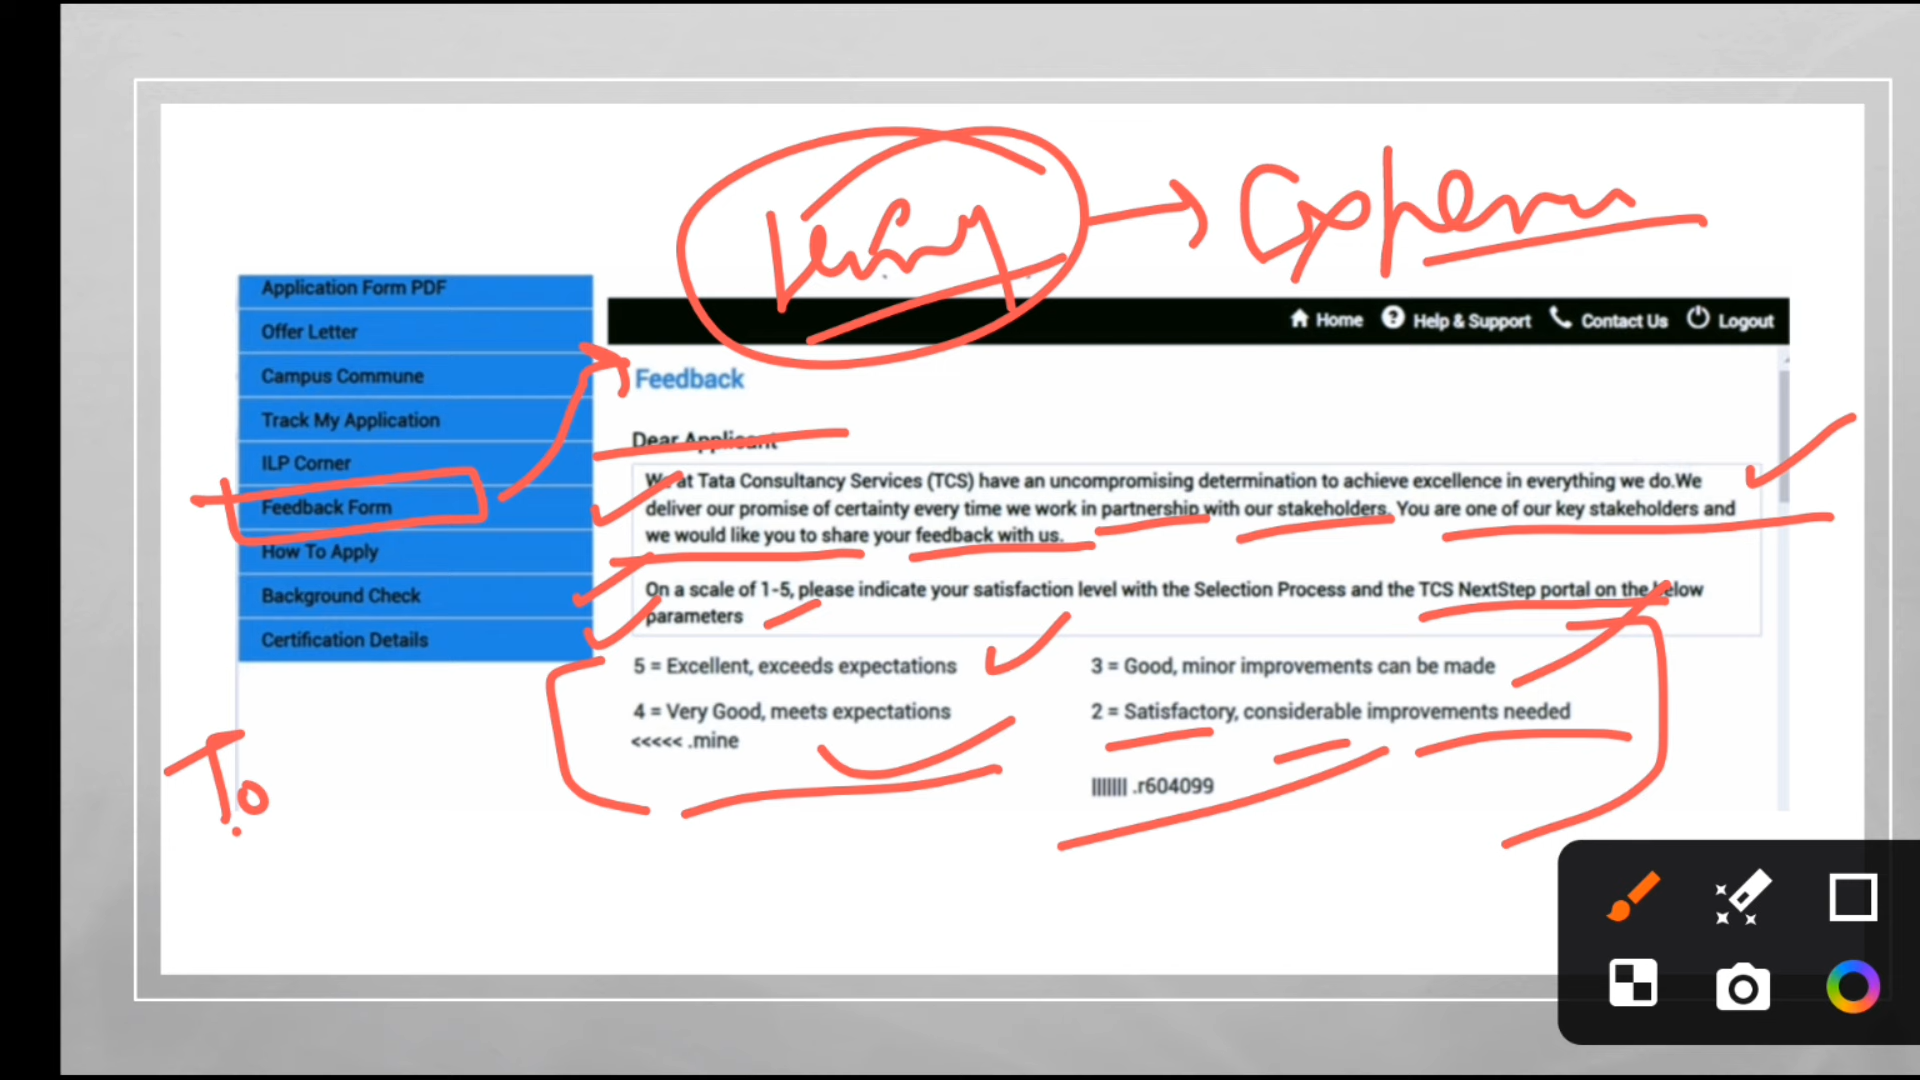 Application Form PDF
Offer Letter
Campus Commune
Track My Application
ILP Corner
Feedback Form
How To Apply
Background Check
Certification Details
To
Home Help & Support Contact Us Logout
Feedback
Dear Applicant
We at Tata Consultancy Services (TCS) have an uncompromising determination to achieve excellence in everything we do.We
deliver our promise of certainty every time we work in partnership with our stakeholders. You are one of our key stakeholders and
we would like you to share your feedback with us.
On a scale of 1-5, please indicate your satisfaction level with the Selection Process and the TCS NextStep portal on the below
parameters
5 = Excellent, exceeds expectations
3 = Good, minor improvements can be made
4 = Very Good, meets expectations
2 = Satisfactory, considerable improvements needed
<<<<< .mine
||||||| .r604099